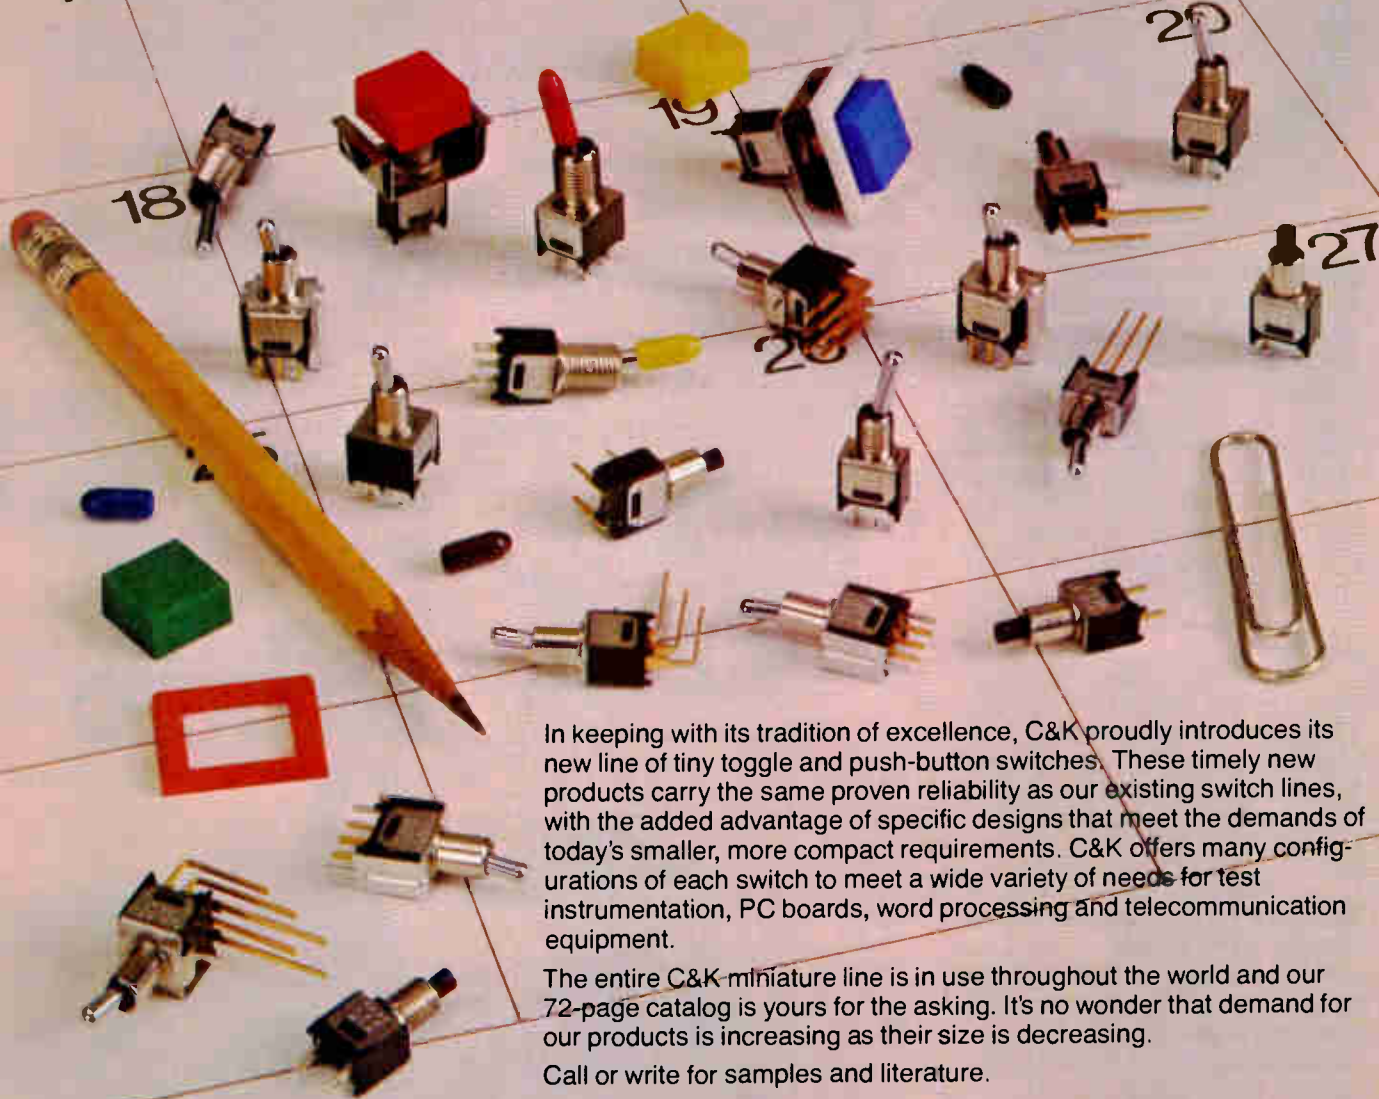 20
19
18
27
26
25
In keeping with its tradition of excellence, C&K proudly introduces its
new line of tiny toggle and push-button switches. These timely new
products carry the same proven reliability as our existing switch lines,
with the added advantage of specific designs that meet the demands of
today's smaller, more compact requirements. C&K offers many config-
urations of each switch to meet a wide variety of needs for test
instrumentation, PC boards, word processing and telecommunication
equipment.
The entire C&K miniature line is in use throughout the world and our
72-page catalog is yours for the asking. It's no wonder that demand for
our products is increasing as their size is decreasing.
Call or write for samples and literature.